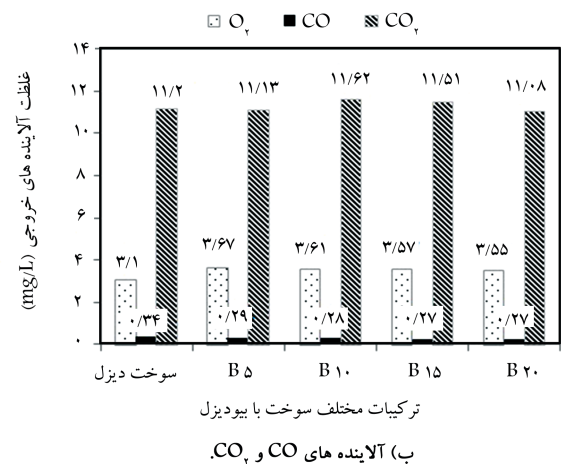 O₂ CO CO₂
غلظت آلاینده های خروجی (mg/L)
۱۴
۱۲
۱۰
۸
۶
۴
۲
۰
۳/۱ ۰/۳۴ ۱۱/۲
۳/۶۷ ۰/۲۹ ۱۱/۱۳
۳/۶۱ ۰/۲۸ ۱۱/۶۲
۳/۵۷ ۰/۲۷ ۱۱/۵۱
۳/۵۵ ۰/۲۷ ۱۱/۰۸
سوخت دیزل B ۵ B ۱۰ B ۱۵ B ۲۰
ترکیبات مختلف سوخت با بیودیزل
ب) آلاینده های CO و CO₂.